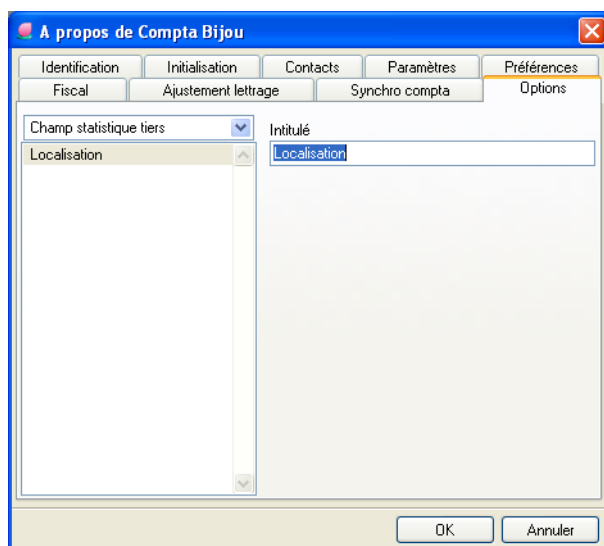 A propos de Compta Bijou
Identification Initialisation Contacts Paramètres Préférences
Fiscal Ajustement lettrage Synchro compta Options
Champ statistique tiers Intitulé
Localisation Localisation
OK Annuler